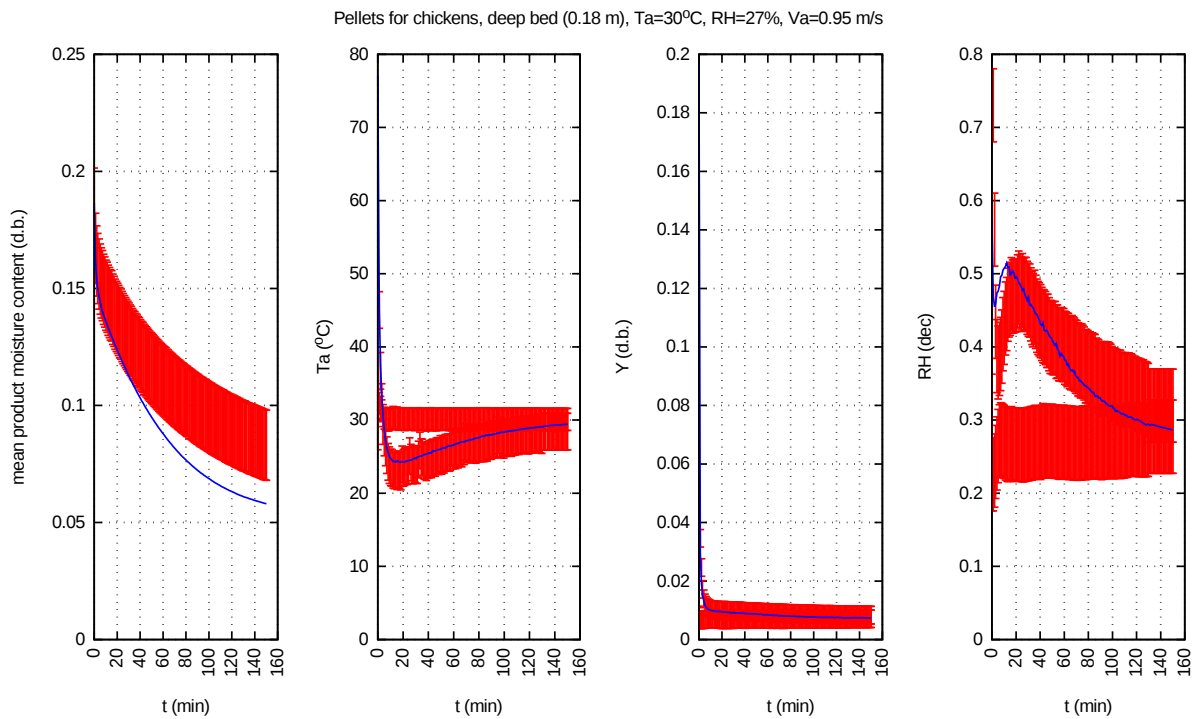 Pellets for chickens, deep bed (0.18 m), Ta=30°C, RH=27%, Va=0.95 m/s
mean product moisture content (d.b.)
0.25
0.2
0.15
0.1
0.05
0
0 20 40 60 80 100 120 140 160
t (min)
Ta (°C)
80
70
60
50
40
30
20
10
0
0 20 40 60 80 100 120 140 160
t (min)
Y (d.b.)
0.2
0.18
0.16
0.14
0.12
0.1
0.08
0.06
0.04
0.02
0
0 20 40 60 80 100 120 140 160
t (min)
RH (dec)
0.8
0.7
0.6
0.5
0.4
0.3
0.2
0.1
0
0 20 40 60 80 100 120 140 160
t (min)